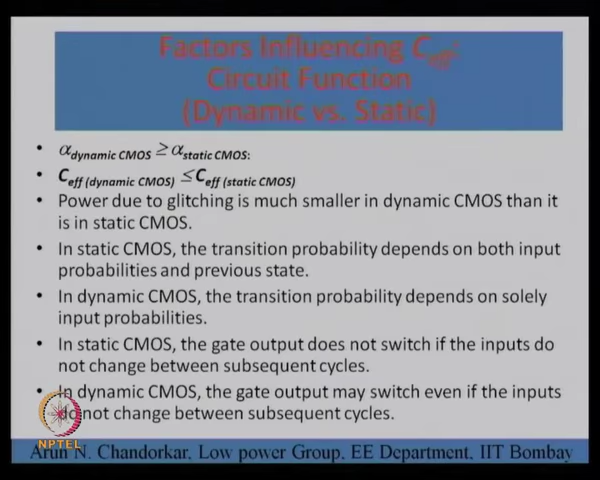 Factors Influencing Ceff:
Circuit Function
(Dynamic vs. Static)
• αdynamic CMOS ≥ αstatic CMOS:
• Ceff (dynamic CMOS) ≤ Ceff (static CMOS)
• Power due to glitching is much smaller in dynamic CMOS than it
is in static CMOS.
• In static CMOS, the transition probability depends on both input
probabilities and previous state.
• In dynamic CMOS, the transition probability depends on solely
input probabilities.
• In static CMOS, the gate output does not switch if the inputs do
not change between subsequent cycles.
• In dynamic CMOS, the gate output may switch even if the inputs
do not change between subsequent cycles.
NPTEL
Arun N. Chandorkar, Low power Group, EE Department, IIT Bombay